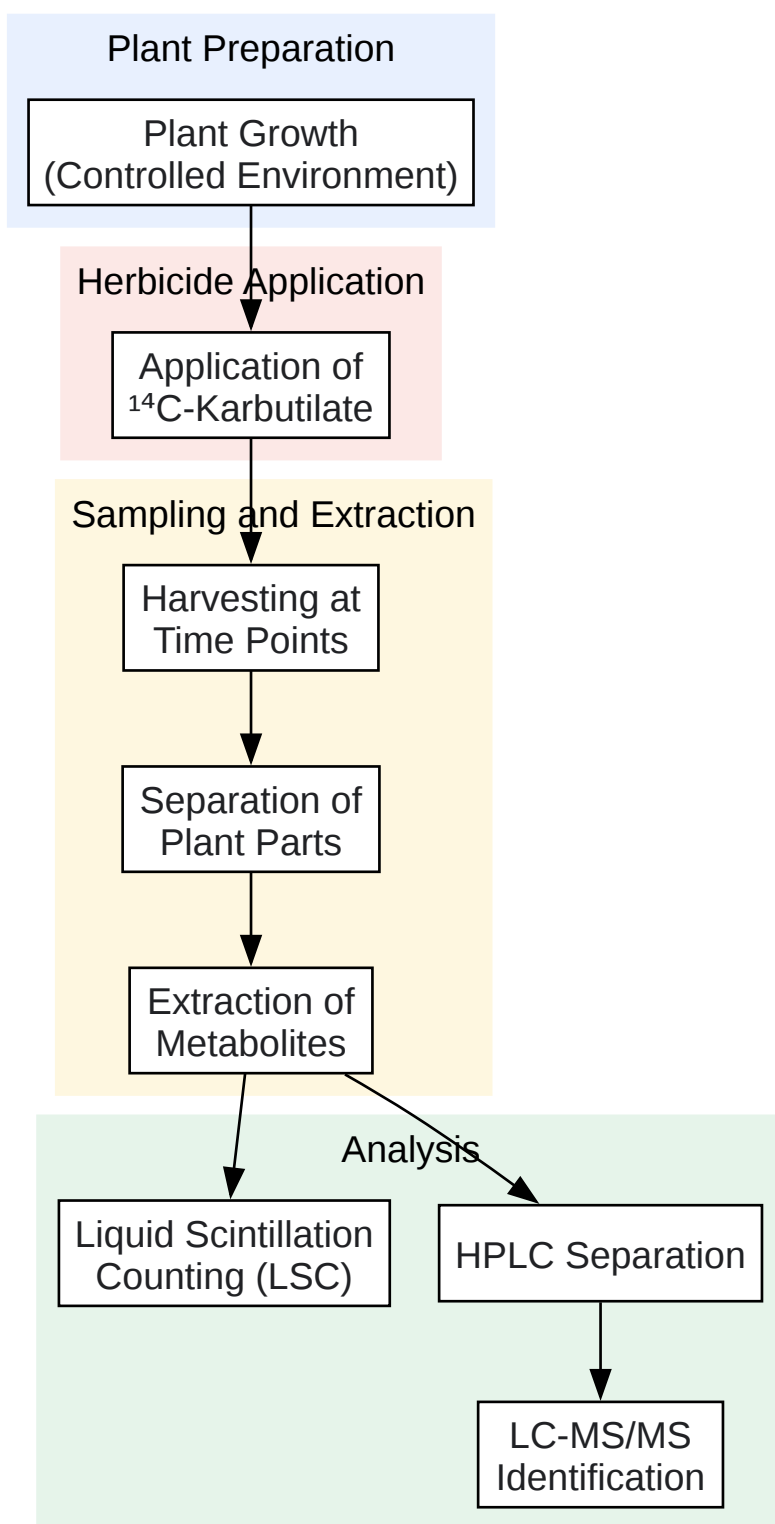 Plant Preparation
Plant Growth
(Controlled Environment)
Herbicide Application
Application of
¹⁴C-Karbutilate
Sampling and Extraction
Harvesting at
Time Points
Separation of
Plant Parts
Extraction of
Metabolites
Analysis
Liquid Scintillation
Counting (LSC)
HPLC Separation
LC-MS/MS
Identification